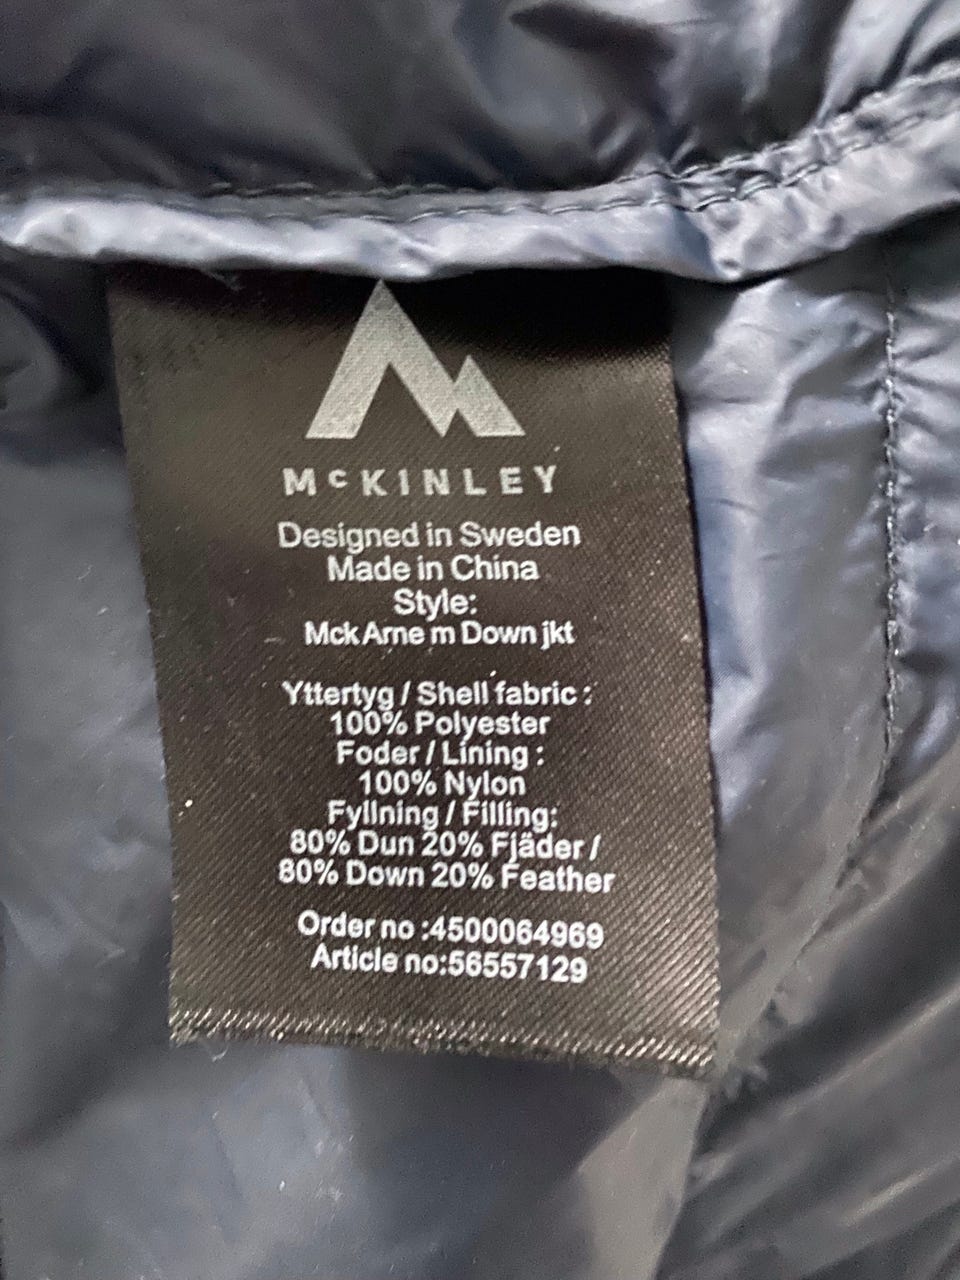 McKINLEY
Designed in Sweden
Made in China
Style:
Mck Arne m Down jkt
Yttertyg / Shell fabric :
100% Polyester
Foder / Lining :
100% Nylon
Fyllning / Filling:
80% Dun 20% Fjäder /
80% Down 20% Feather
Order no :4500064969
Article no:56557129